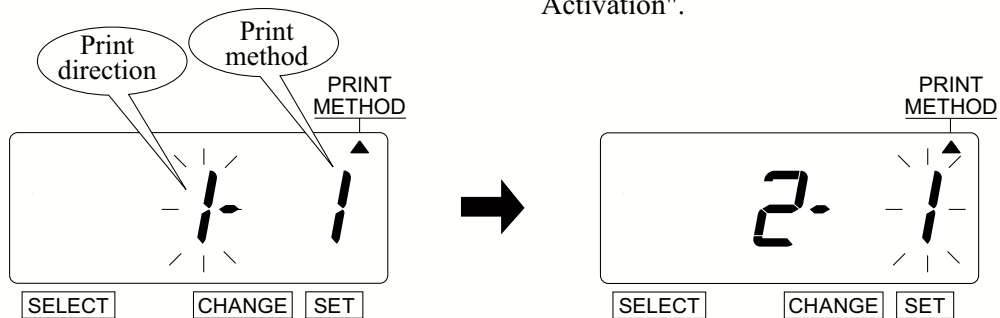 Activation".
Print
direction
Print
method
PRINT
METHOD
1- 1
SELECT CHANGE SET
PRINT
METHOD
2- 1
SELECT CHANGE SET